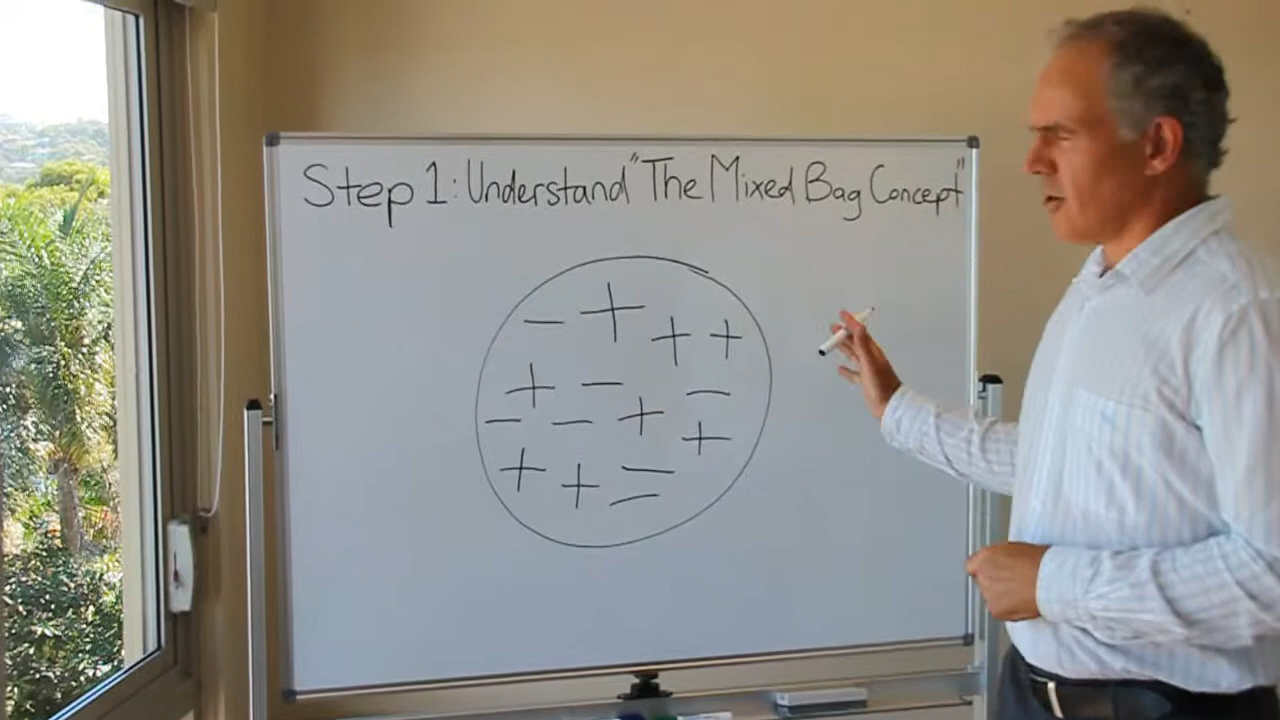 Step 1: Understand "The Mixed Bag Concept"
− + + +
+ − −
− − + +
+ + −
−